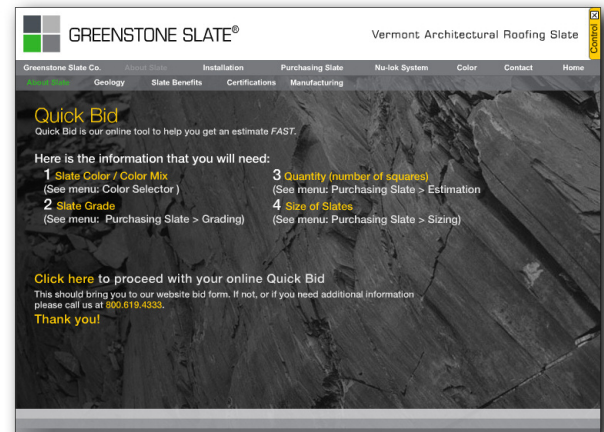 GREENSTONE SLATE®
Vermont Architectural Roofing Slate
Control
Greenstone Slate Co. About Slate Installation Purchasing Slate Nu-lok System Color Contact Home
About Slate Geology Slate Benefits Certifications Manufacturing
Quick Bid
Quick Bid is our online tool to help you get an estimate FAST.
Here is the information that you will need:
1 Slate Color / Color Mix
(See menu: Color Selector )
2 Slate Grade
(See menu: Purchasing Slate > Grading)
3 Quantity (number of squares)
(See menu: Purchasing Slate > Estimation
4 Size of Slates
(See menu: Purchasing Slate > Sizing)
Click here to proceed with your online Quick Bid
This should bring you to our website bid form. If not, or if you need additional information
please call us at 800.619.4333.
Thank you!